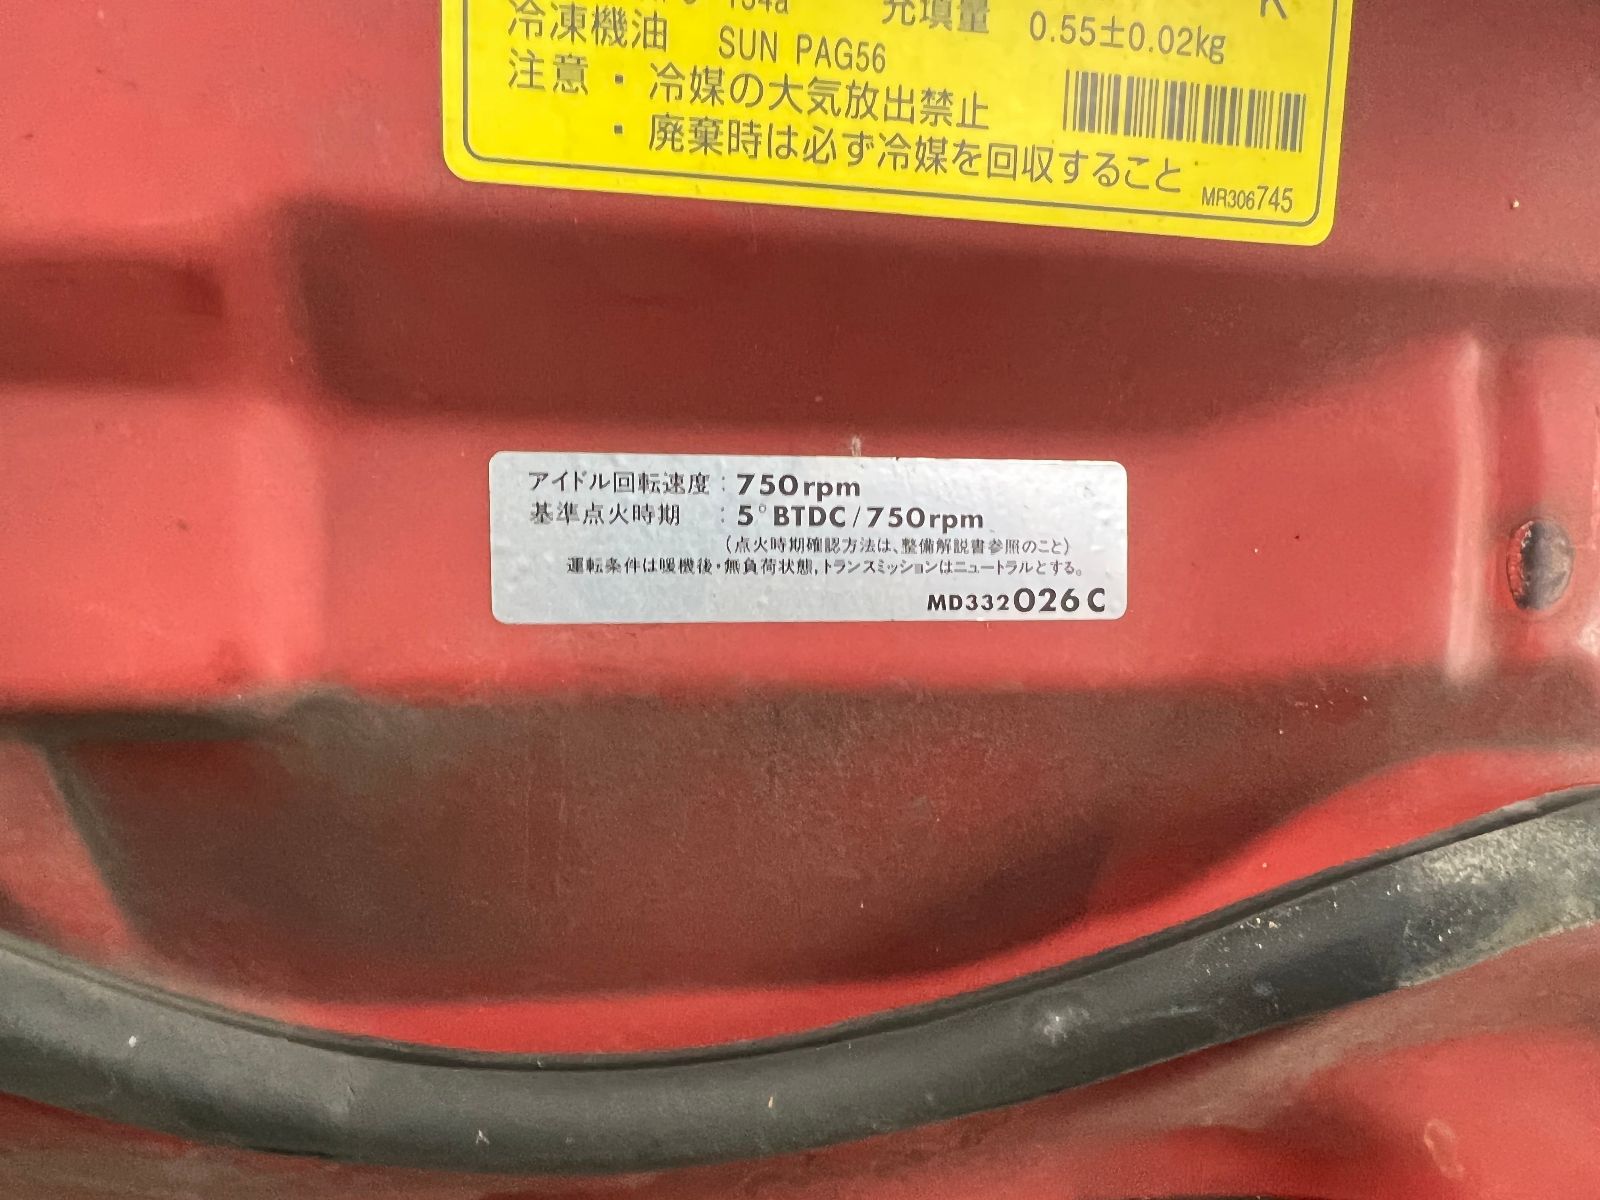 134a 充填量 0.55±0.02kg K
冷凍機油 SUN PAG56
注意・冷媒の大気放出禁止
・廃棄時は必ず冷媒を回収すること
MR306745
アイドル回転速度:750rpm
基準点火時期 :5°BTDC/750rpm
(点火時期確認方法は、整備解説書参照のこと)
運転条件は暖機後・無負荷状態,トランスミッションはニュートラルとする。
MD332026C